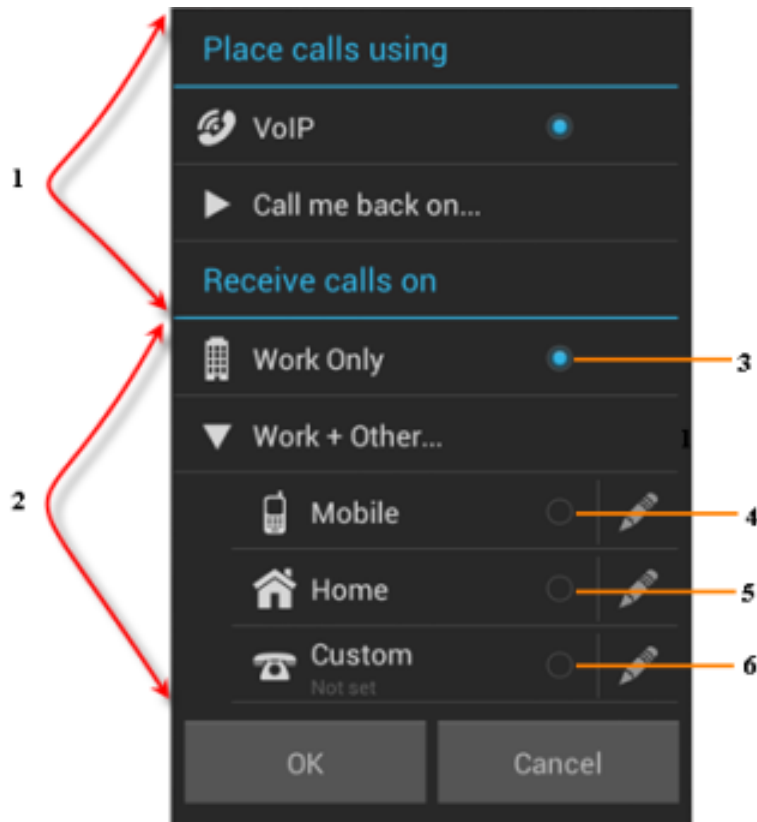 Place calls using
VoIP
1
Call me back on...
Receive calls on
Work Only
3
Work + Other...
1
2
Mobile
4
Home
5
Custom
6
Not set
OK
Cancel